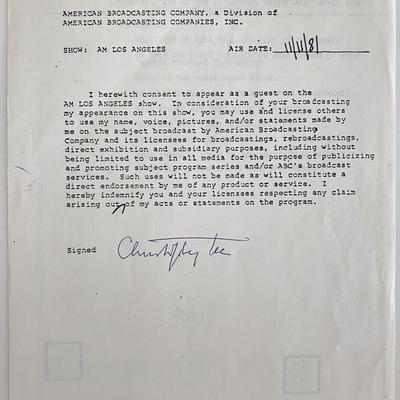 AMERICAN BROADCASTING COMPANY, a Division of
AMERICAN BROADCASTING COMPANIES, INC.
SHOW: AM LOS ANGELES AIR DATE: 11/11/81
I herewith consent to appear as a guest on the
AM LOS ANGELES show. In consideration of your broadcasting
my appearance on this show, you may use and license others
to use my name, voice, pictures, and/or statements made by
me on the subject broadcast by American Broadcasting
Company and its licensees for broadcastings, rebroadcastings,
direct exhibition and subsidiary purposes, including without
being limited to use in all media for the purpose of publicizing
and promoting subject program series and/or ABC's broadcast
services. Such uses will not be made as will constitute a
direct endorsement by me of any product or service. I
hereby indemnify you and your licensees respecting any claim
arising out of my acts or statements on the program.
Signed Christopher Lee